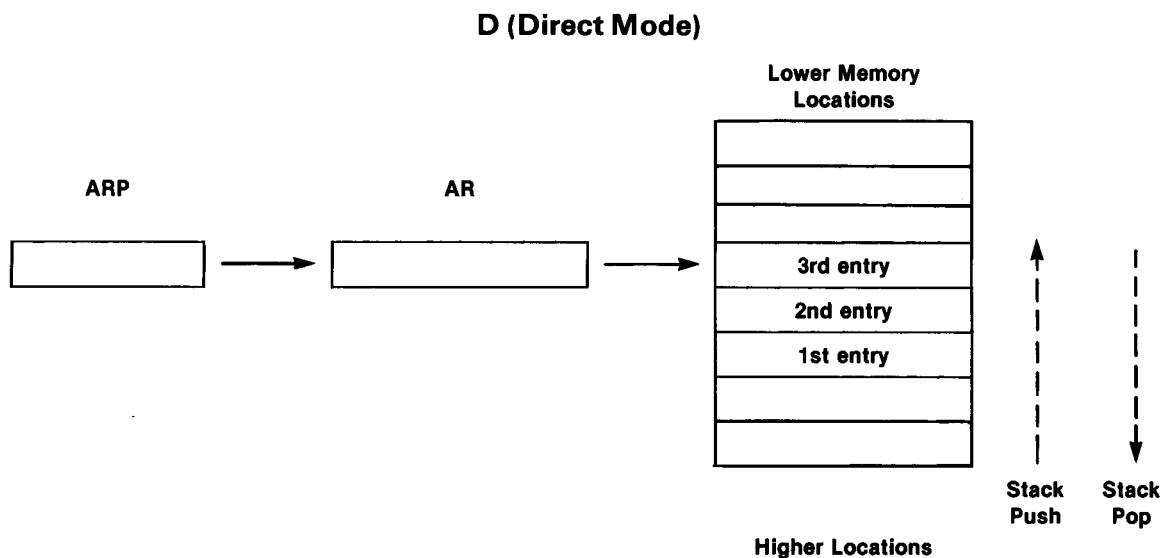 D (Direct Mode)
Lower Memory
Locations
ARP
AR
3rd entry
2nd entry
1st entry
Stack
Push
Stack
Pop
Higher Locations